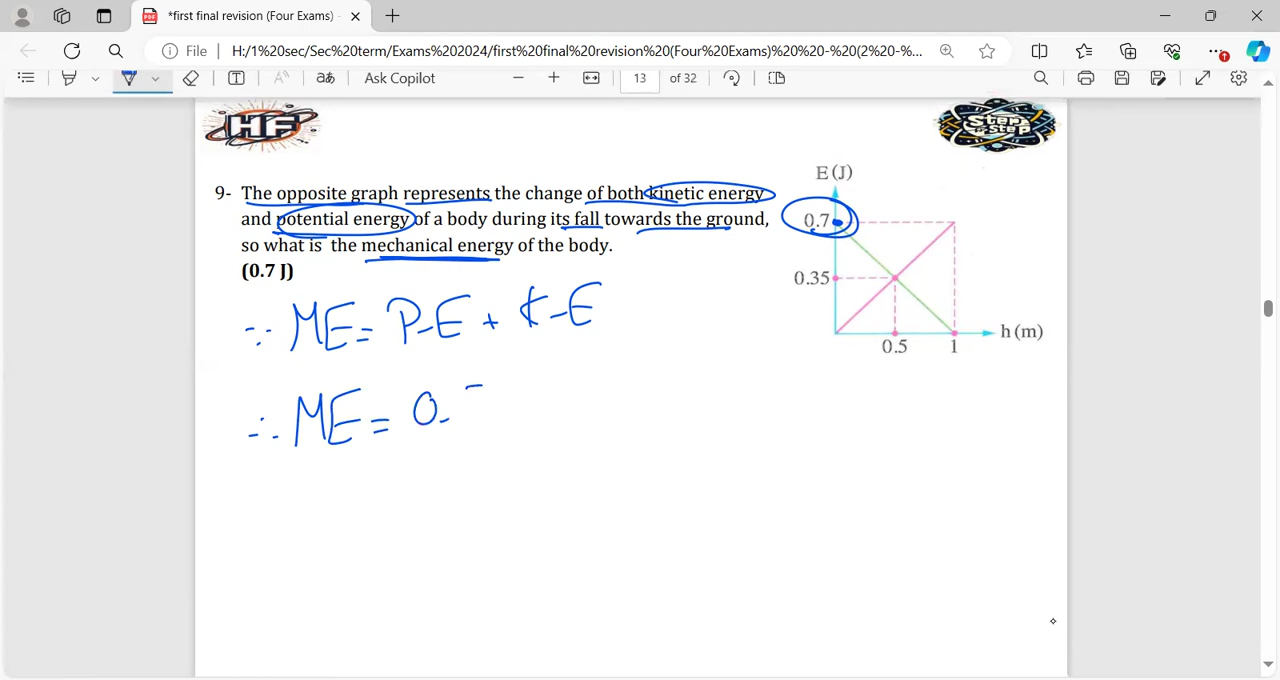 *first final revision (Four Exams) -
File
H:/1%20sec/Sec%20term/Exams%202024/first%20final%20revision%20(Four%20Exams)%20%20-%20(2%20-%...
Ask Copilot
13 of 32
HF
Step
Step
9- The opposite graph represents the change of both kinetic energy
and potential energy of a body during its fall towards the ground,
so what is the mechanical energy of the body.
(0.7 J)
E (J)
0.7
0.35
0.5
1
h (m)
∵ ME = P-E + K-E
∴ ME = 0.